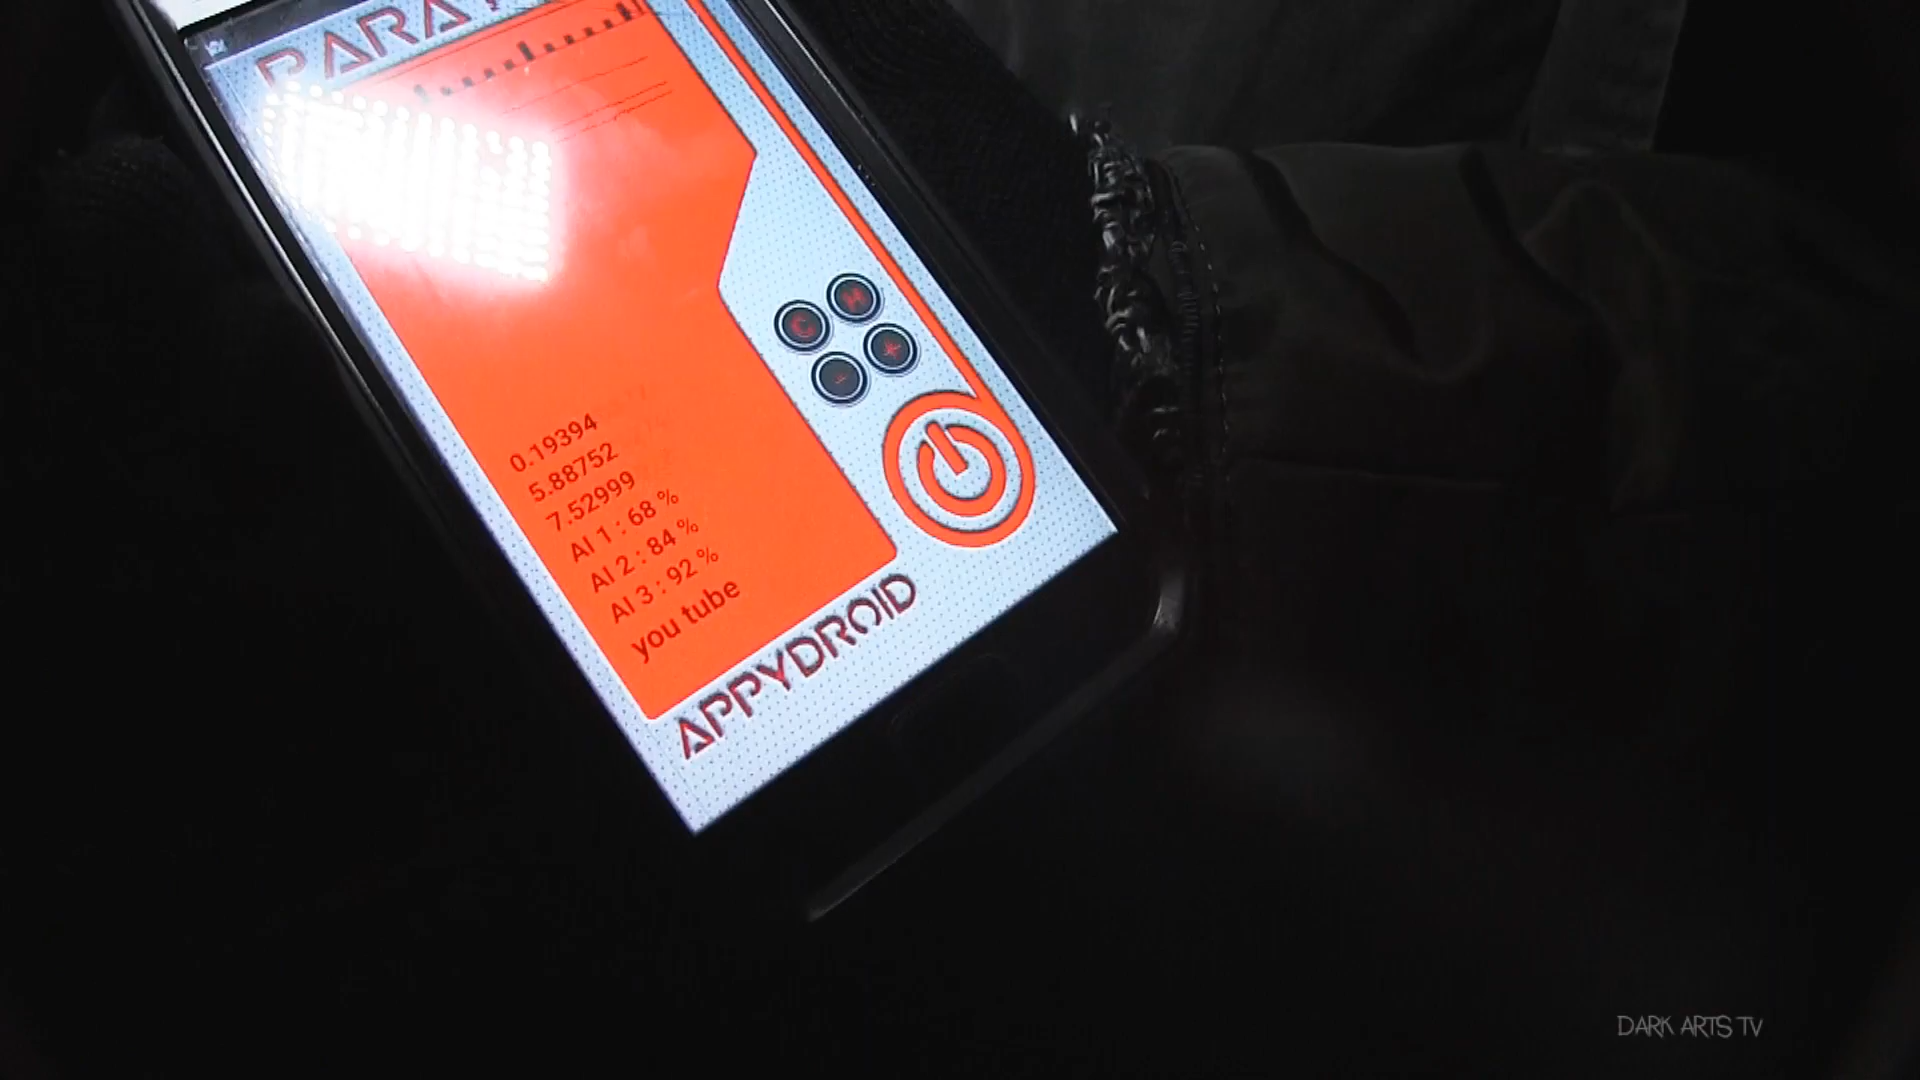 0.19394
5.88752
7.52999
AI 1 : 68 %
AI 2 : 84 %
AI 3 : 92 %
you tube
APPYDROID
DARK ARTS TV